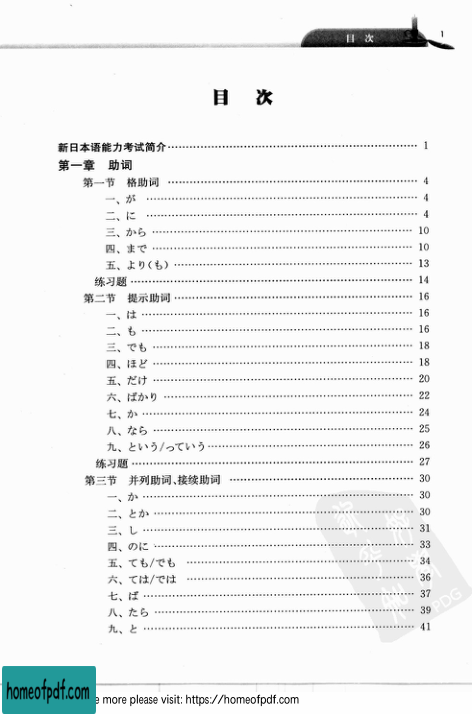 目 次 1
目 次
新日本语能力考试简介 1
第一章 助词
第一节 格助词 4
一、が 4
二、に 4
三、から 10
四、まで 10
五、より(も) 13
练习题 14
第二节 提示助词 16
一、は 16
二、も 16
三、でも 18
四、ほど 18
五、だけ 20
六、ばかり 22
七、か 24
八、なら 25
九、という/っていう 26
练习题 27
第三节 并列助词、接续助词 30
一、か 30
二、とか 30
三、し 31
四、のに 33
五、ても/でも 34
六、ては/では 36
七、ば 37
八、たら 39
九、と 41
PDG
homeofpdf.com
e more please visit: https://homeofpdf.com